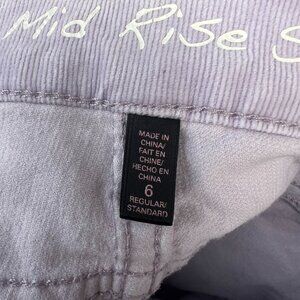 Mid Rise S
MADE IN
CHINA/
FAIT EN
CHINE/
HECHO EN
CHINA
6
REGULAR/
STANDARD